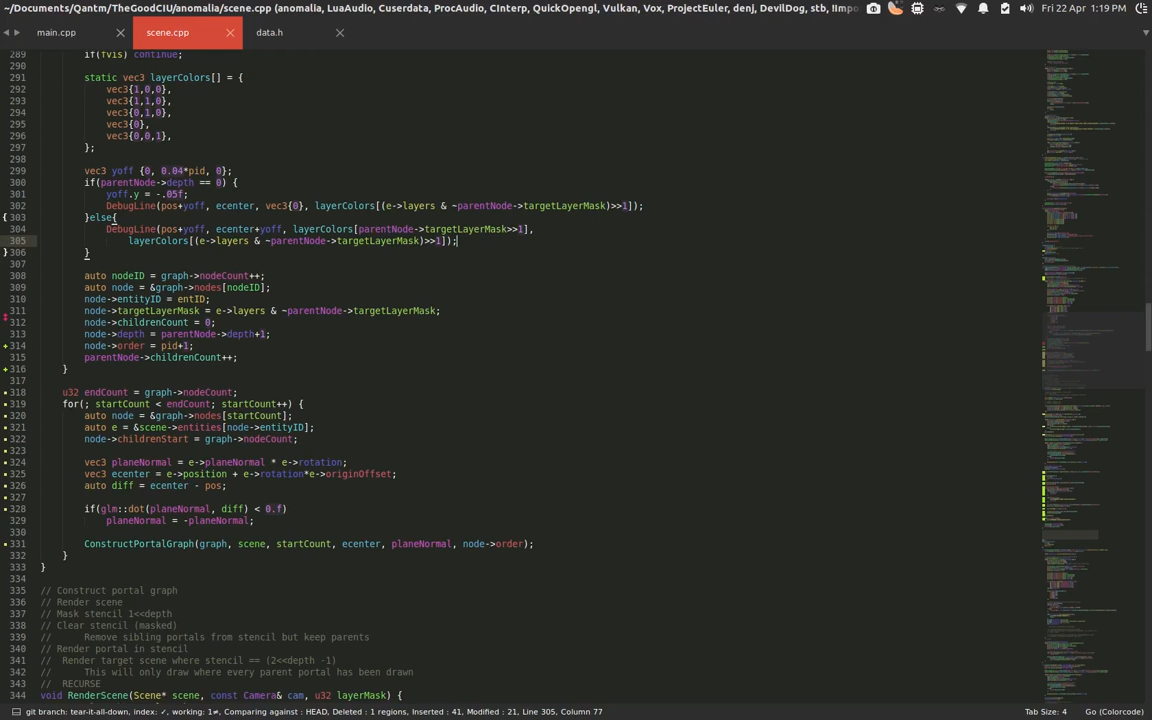 ~/Documents/Qantm/TheGoodCIU/anomalia/scene.cpp (anomalia, LuaAudio, Cuserdata, ProcAudio, CInterp, QuickOpengl, Vulkan, Vox, ProjectEuler, denj, DevilDog, stb, IImpo Fri 22 Apr 1:19 PM
main.cpp scene.cpp data.h
289 if(fvis) continue;
290
291 static vec3 layerColors[] = {
292 vec3{1,0,0},
293 vec3{1,1,0},
294 vec3{0,1,0},
295 vec3{0},
296 vec3{0,0,1},
297 };
298
299 vec3 yoff {0, 0.04*pid, 0};
300 if(parentNode->depth == 0) {
301 yoff.y = -.05f;
302 DebugLine(pos+yoff, ecenter, vec3{0}, layerColors[(e->layers & ~parentNode->targetLayerMask)>>1]);
303 }else{
304 DebugLine(pos+yoff, ecenter+yoff, layerColors[parentNode->targetLayerMask>>1],
305 layerColors[(e->layers & ~parentNode->targetLayerMask)>>1]);
306 }
307
308 auto nodeID = graph->nodeCount++;
309 auto node = &graph->nodes[nodeID];
310 node->entityID = entID;
311 node->targetLayerMask = e->layers & ~parentNode->targetLayerMask;
312 node->childrenCount = 0;
313 node->depth = parentNode->depth+1;
314 node->order = pid+1;
315 parentNode->childrenCount++;
316 }
317
318 u32 endCount = graph->nodeCount;
319 for(; startCount < endCount; startCount++) {
320 auto node = &graph->nodes[startCount];
321 auto e = &scene->entities[node->entityID];
322 node->childrenStart = graph->nodeCount;
323
324 vec3 planeNormal = e->planeNormal * e->rotation;
325 vec3 ecenter = e->position + e->rotation*e->originOffset;
326 auto diff = ecenter - pos;
327
328 if(glm::dot(planeNormal, diff) < 0.f)
329 planeNormal = -planeNormal;
330
331 ConstructPortalGraph(graph, scene, startCount, ecenter, planeNormal, node->order);
332 }
333 }
334
335 // Construct portal graph
336 // Render scene
337 // Mask stencil 1<<depth
338 // Clear stencil (masked)
339 // Remove sibling portals from stencil but keep parents
340 // Render portal in stencil
341 // Render target scene where stencil == (2<<depth -1)
342 // This will only draw where every parent portal has been drawn
343 // RECURSE
344 void RenderScene(Scene* scene, const Camera& cam, u32 layerMask) {
git branch: tear-it-all-down, index: ✓, working: 1≠, Comparing against : HEAD, Deleted : 1 regions, Inserted : 41, Modified : 21, Line 305, Column 77 Tab Size: 4 Go (Colorcode)